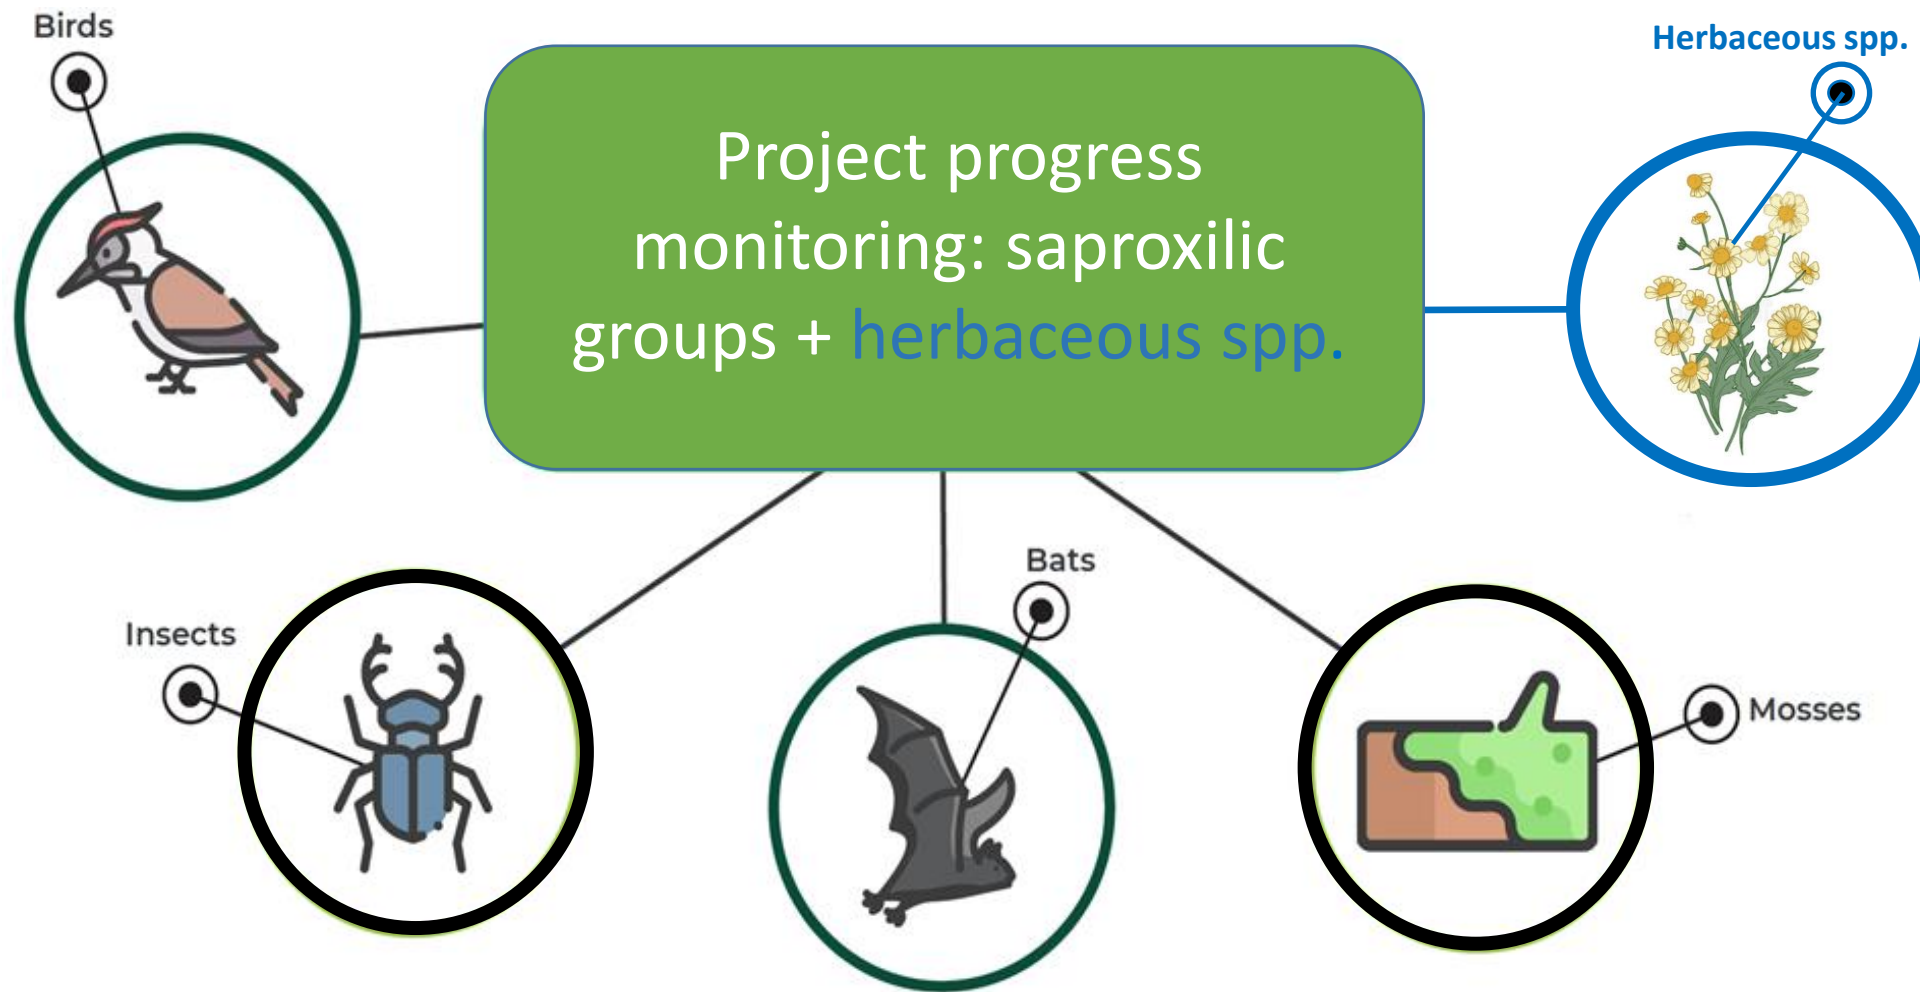 Birds
Herbaceous spp.
Project progress
monitoring: saproxilic
groups + herbaceous spp.
Bats
Insects
Mosses